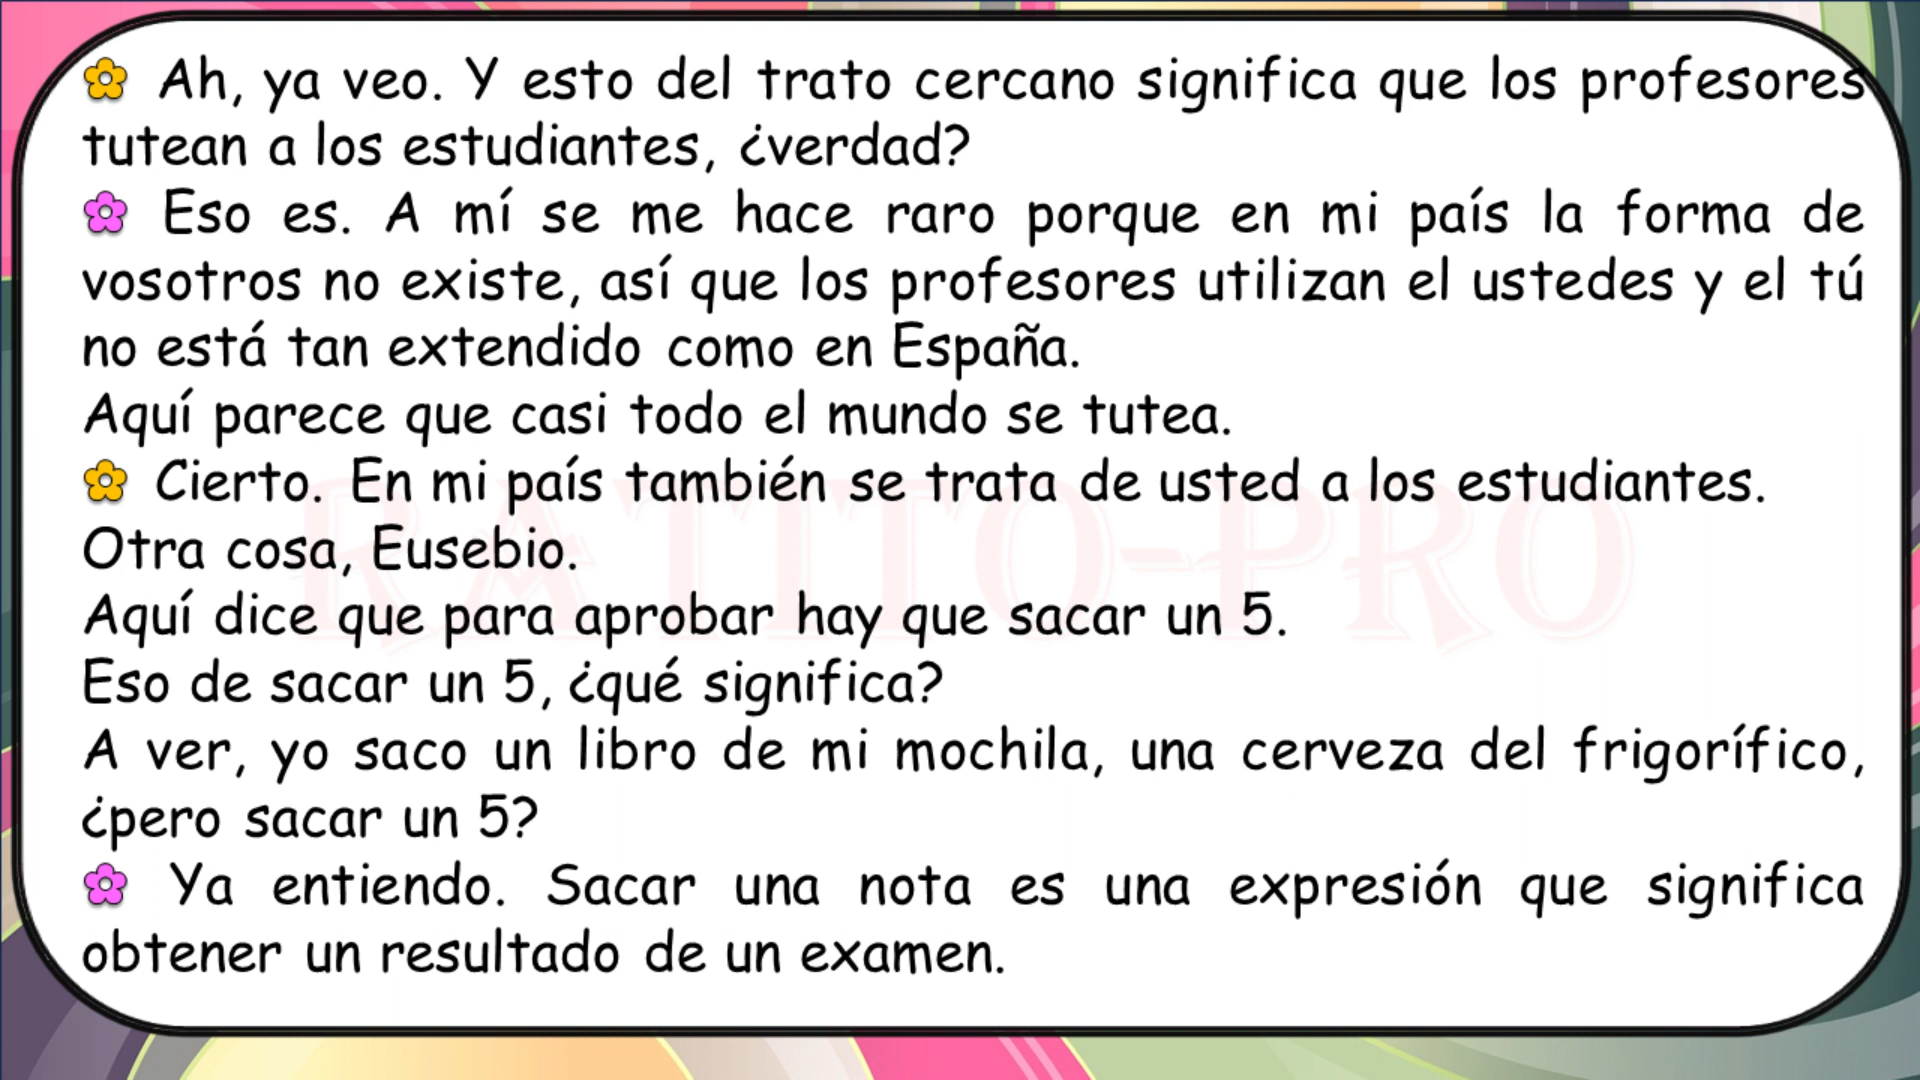 Ah, ya veo. Y esto del trato cercano significa que los profesores
tutean a los estudiantes, ¿verdad?
Eso es. A mí se me hace raro porque en mi país la forma de
vosotros no existe, así que los profesores utilizan el ustedes y el tú
no está tan extendido como en España.
Aquí parece que casi todo el mundo se tutea.
Cierto. En mi país también se trata de usted a los estudiantes.
Otra cosa, Eusebio.
Aquí dice que para aprobar hay que sacar un 5.
Eso de sacar un 5, ¿qué significa?
A ver, yo saco un libro de mi mochila, una cerveza del frigorífico,
¿pero sacar un 5?
Ya entiendo. Sacar una nota es una expresión que significa
obtener un resultado de un examen.
RATITO-PRO